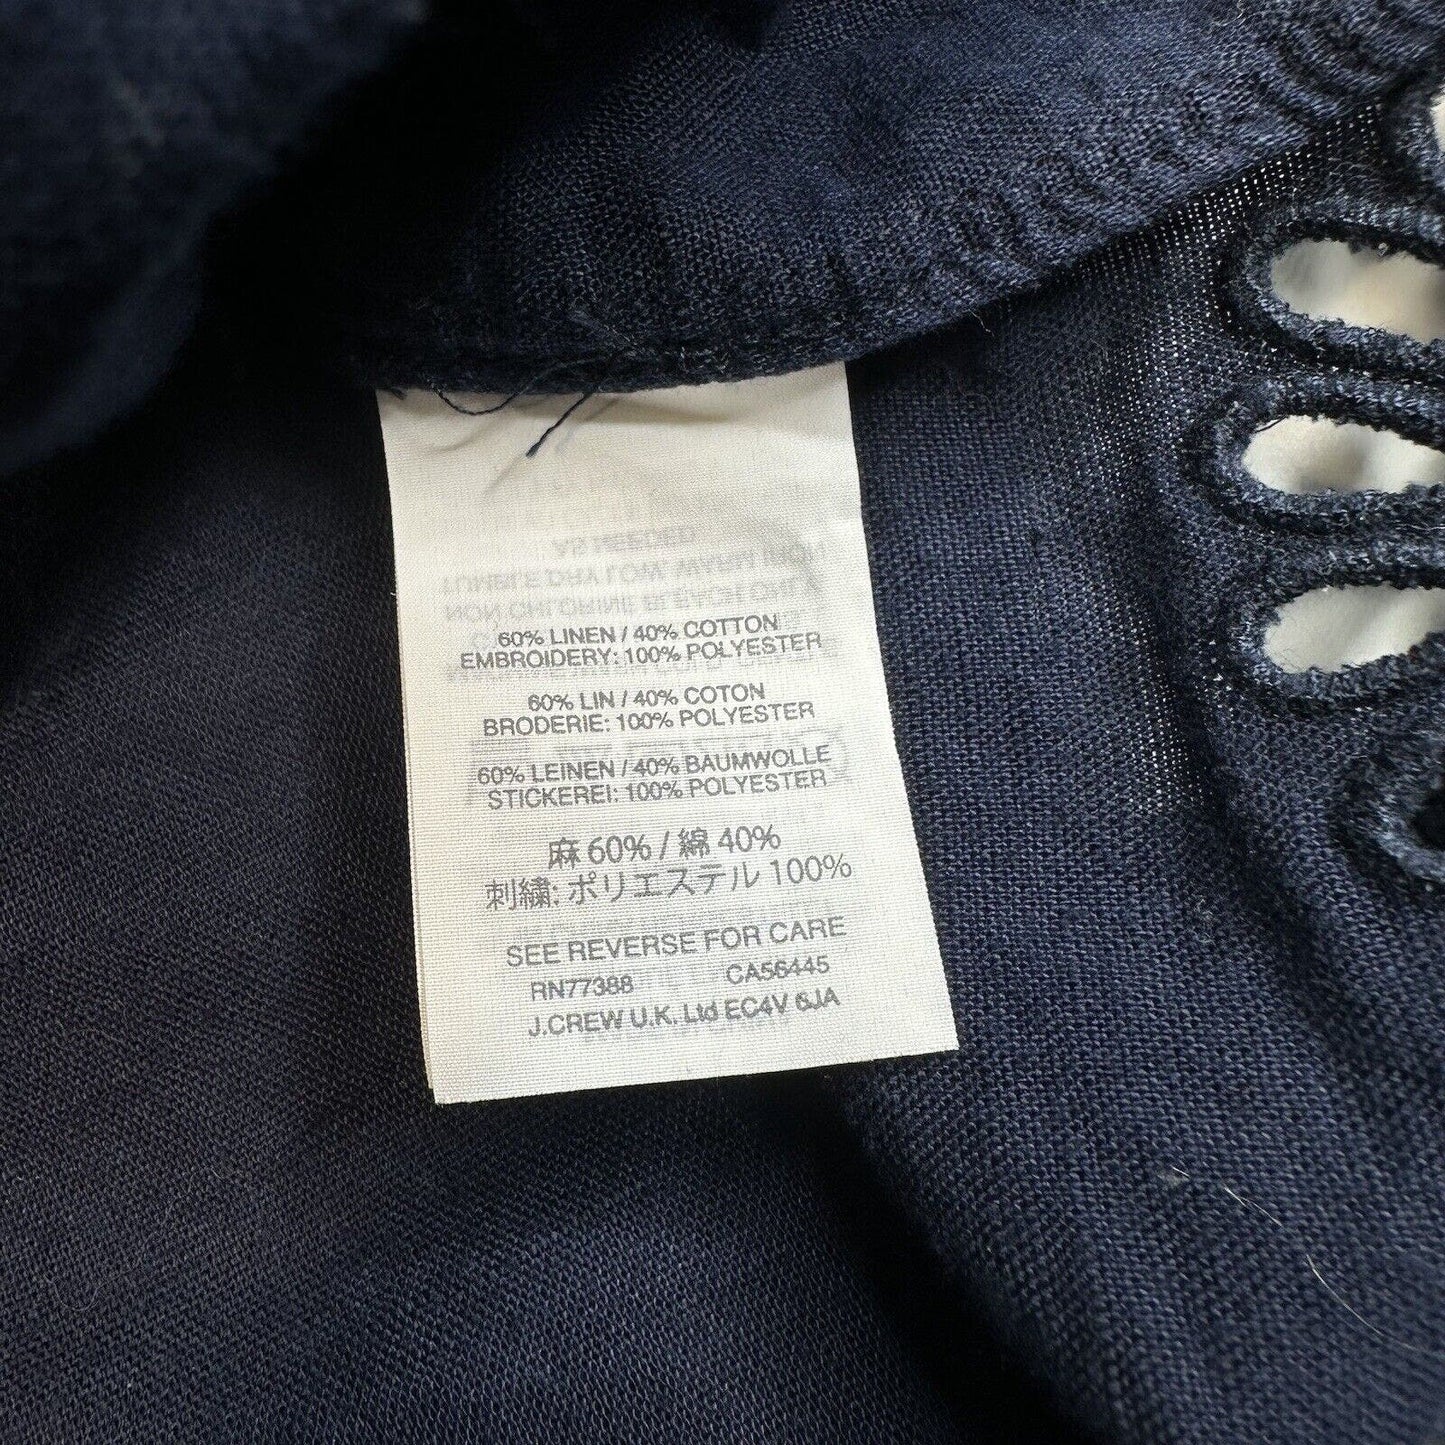 60% LINEN / 40% COTTON
EMBROIDERY: 100% POLYESTER
60% LIN / 40% COTON
BRODERIE: 100% POLYESTER
60% LEINEN / 40% BAUMWOLLE
STICKEREI: 100% POLYESTER
麻 60% / 綿 40%
刺繍: ポリエステル 100%
SEE REVERSE FOR CARE
RN77388 CA56445
J.CREW U.K. Ltd EC4V 6JA